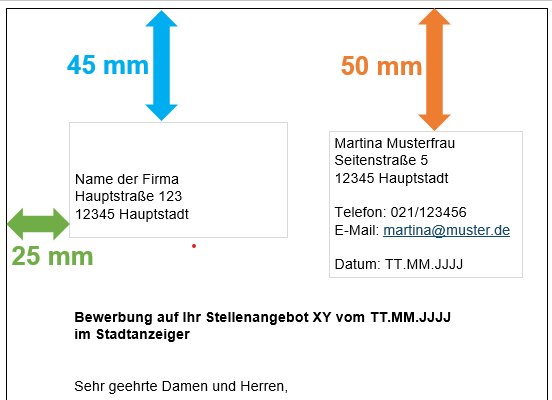 45 mm
50 mm
Name der Firma
Hauptstraße 123
12345 Hauptstadt
25 mm
Martina Musterfrau
Seitenstraße 5
12345 Hauptstadt
Telefon: 021/123456
E-Mail: martina@muster.de
Datum: TT.MM.JJJJ
Bewerbung auf Ihr Stellenangebot XY vom TT.MM.JJJJ
im Stadtanzeiger
Sehr geehrte Damen und Herren,